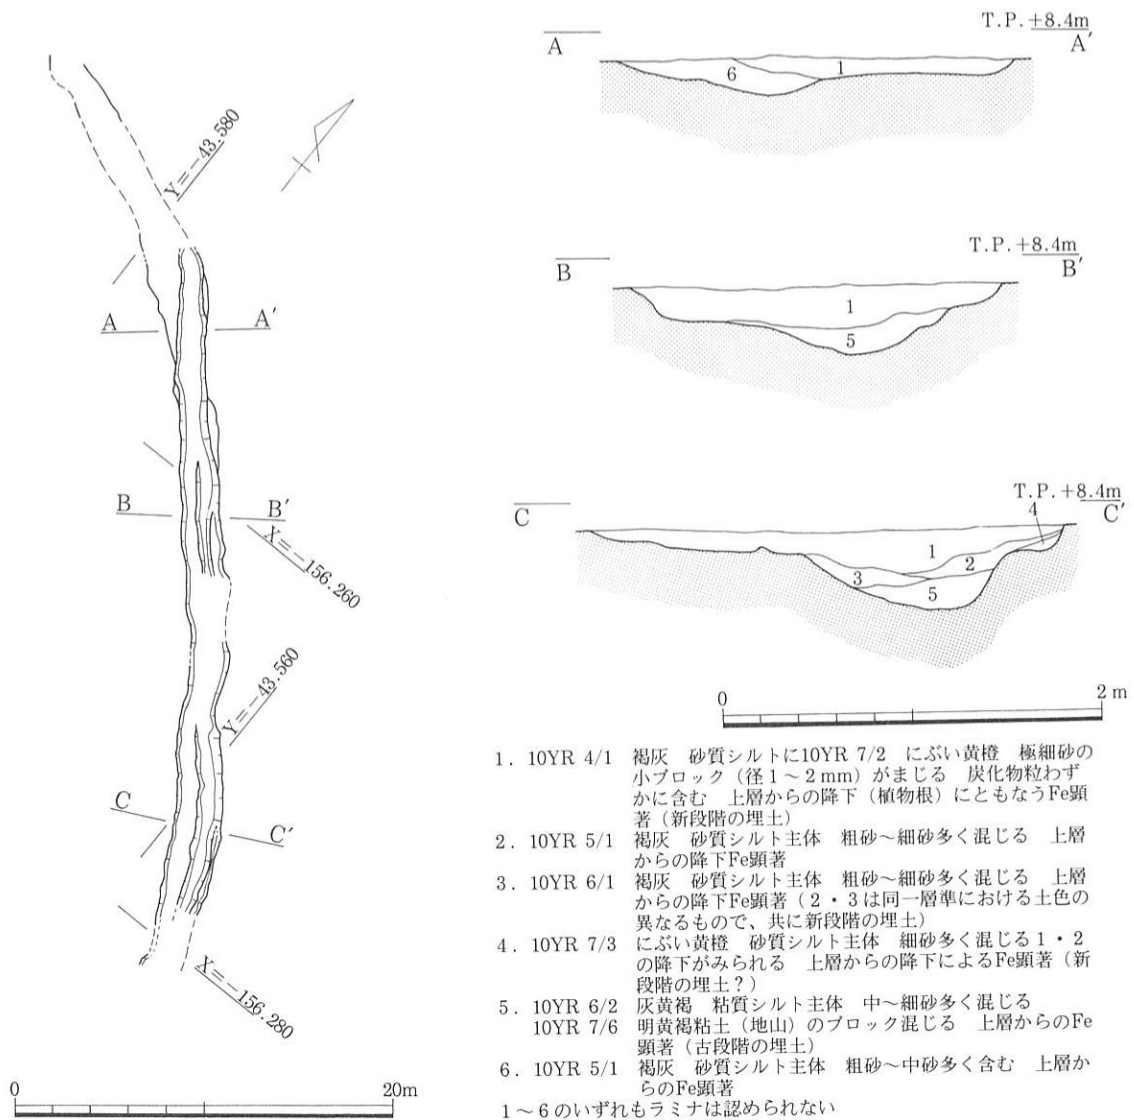 T.P.+8.4m
A
A′
6
1
Y=-43.580
T.P.+8.4m
B
B′
1
5
A
A′
B
B′
X=-156.260
T.P.+8.4m
4
C
C′
1
2
3
5
Y=-43.560
C
C′
X=-156.280
0
2 m
1. 10YR 4/1 褐灰 砂質シルトに10YR 7/2 にぶい黄橙 極細砂の
小ブロック（径1～2mm）がまじる 炭化物粒わず
かに含む 上層からの降下（植物根）にともなうFe顕
著（新段階の埋土）
2. 10YR 5/1 褐灰 砂質シルト主体 粗砂～細砂多く混じる 上層
からの降下Fe顕著
3. 10YR 6/1 褐灰 砂質シルト主体 粗砂～細砂多く混じる 上層
からの降下Fe顕著（2・3は同一層準における土色の
異なるもので、共に新段階の埋土）
4. 10YR 7/3 にぶい黄橙 砂質シルト主体 細砂多く混じる1・2
の降下がみられる 上層からの降下によるFe顕著（新
段階の埋土？）
5. 10YR 6/2 灰黄褐 粘質シルト主体 中～細砂多く混じる
10YR 7/6 明黄褐粘土（地山）のブロック混じる 上層からのFe
顕著（古段階の埋土）
6. 10YR 5/1 褐灰 砂質シルト主体 粗砂～中砂多く含む 上層か
らのFe顕著
1～6のいずれもラミナは認められない
0
20m